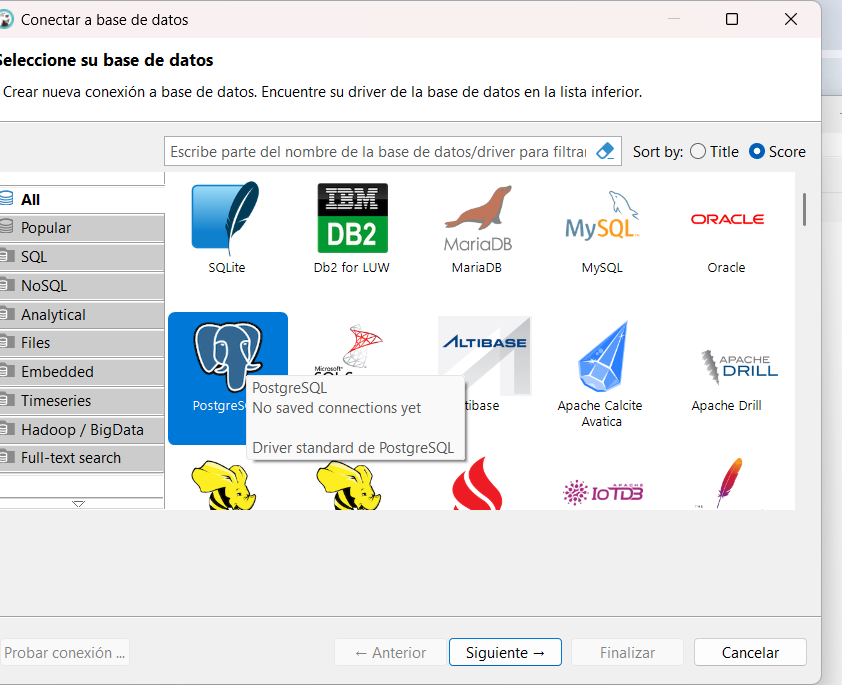 Conectar a base de datos
Seleccione su base de datos
Crear nueva conexión a base de datos. Encuentre su driver de la base de datos en la lista inferior.
Escribe parte del nombre de la base de datos/driver para filtrar
Sort by: Title Score
All
Popular
SQL
NoSQL
Analytical
Files
Embedded
Timeseries
Hadoop / BigData
Full-text search
IBM
DB2
MariaDB
MySQL
ORACLE
SQLite
Db2 for LUW
MariaDB
MySQL
Oracle
Microsoft
ALTIBASE
APACHE
DRILL
PostgreSQL
No saved connections yet
Driver standard de PostgreSQL
Apache Calcite
Avatica
Apache Drill
APACHE
IoTDB
THE
Probar conexión ...
← Anterior
Siguiente →
Finalizar
Cancelar